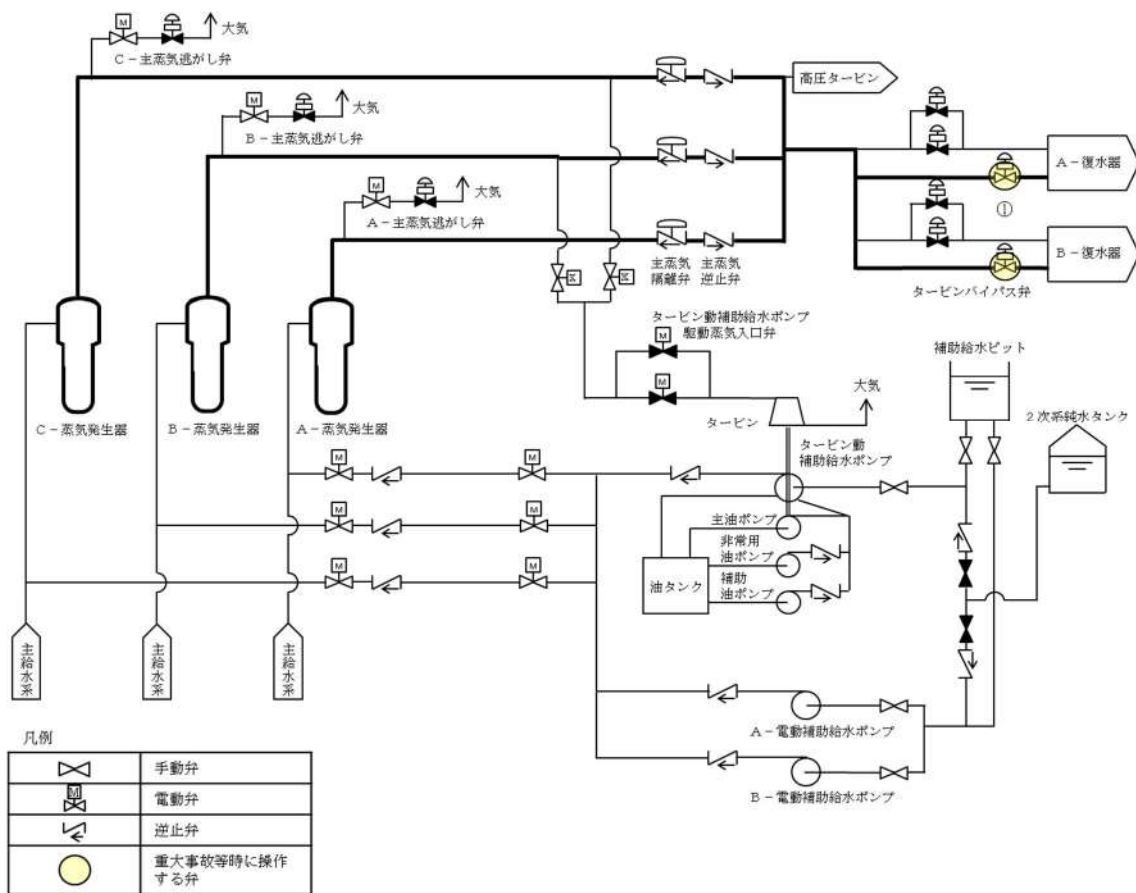 M
大気
C－主蒸気逃がし弁
M
大気
B－主蒸気逃がし弁
M
大気
A－主蒸気逃がし弁
高圧タービン
A－復水器
①
B－復水器
タービンバイパス弁
主蒸気
隔離弁
主蒸気
逆止弁
M
M
タービン動補助給水ポンプ
駆動蒸気入口弁
M
M
大気
タービン
補助給水ピット
2次系純水タンク
C－蒸気発生器
B－蒸気発生器
A－蒸気発生器
タービン動
補助給水ポンプ
M
M
M
M
M
M
主油ポンプ
非常用
油ポンプ
補助
油ポンプ
油タンク
主給水系
主給水系
主給水系
A－電動補助給水ポンプ
B－電動補助給水ポンプ
凡例
手動弁
M
電動弁
逆止弁
重大事故等時に操作
する弁